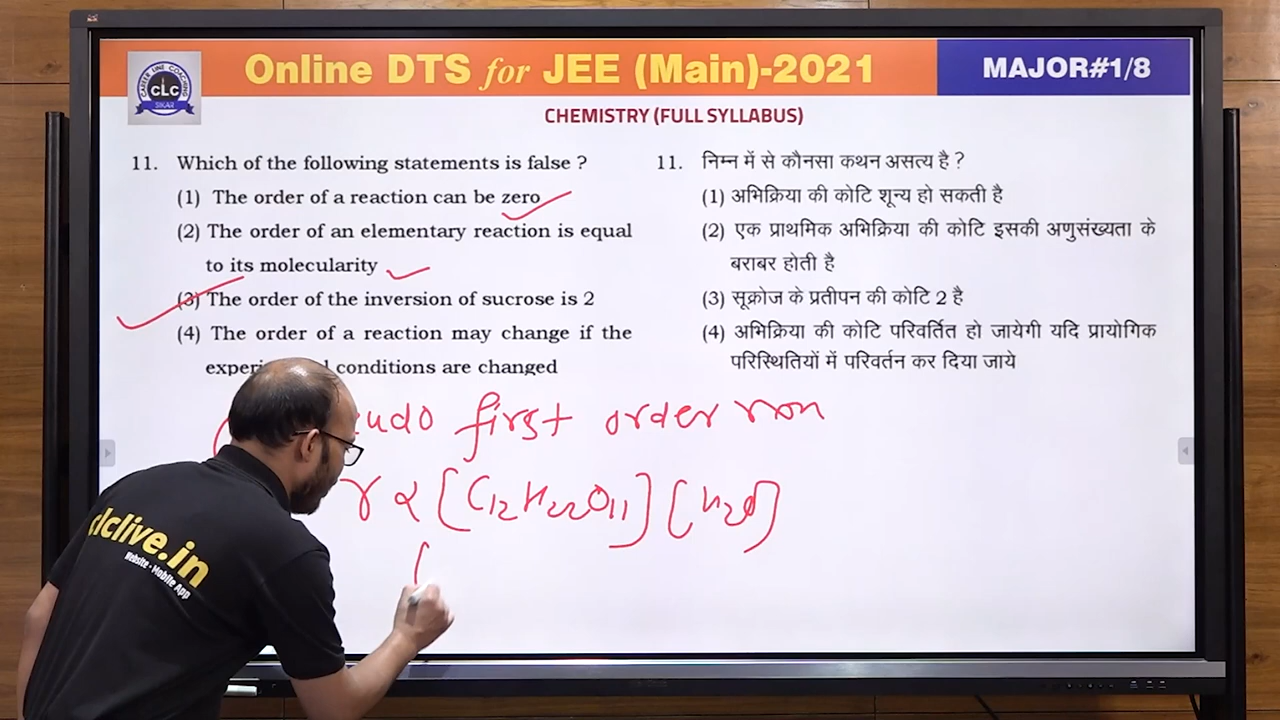 Online DTS for JEE (Main)-2021
MAJOR#1/8
CAREER LINE COACHING
CLC
SIKAR
CHEMISTRY (FULL SYLLABUS)
11. Which of the following statements is false ?
(1) The order of a reaction can be zero
(2) The order of an elementary reaction is equal
to its molecularity
(3) The order of the inversion of sucrose is 2
(4) The order of a reaction may change if the
conditions are changed
11. निम्न में से कौनसा कथन असत्य है ?
(1) अभिक्रिया की कोटि शून्य हो सकती है
(2) एक प्राथमिक अभिक्रिया की कोटि इसकी अणुसंख्यता के
बराबर होती है
(3) सूक्रोज के प्रतीपन की कोटि 2 है
(4) अभिक्रिया की कोटि परिवर्तित हो जायेगी यदि प्रायोगिक
परिस्थितियों में परिवर्तन कर दिया जाये
first order rxn
r ∝ [C12H22O11] [H2O]
clclive.in
Website • Mobile App